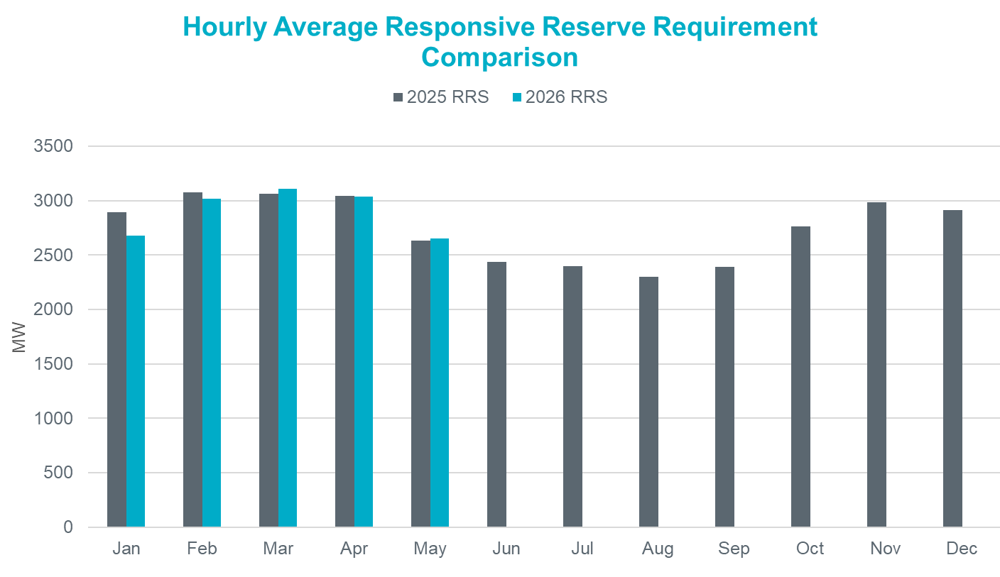 Hourly Average Responsive Reserve Requirement
Comparison
2025 RRS 2026 RRS
3500
3000
2500
2000
MW
1500
1000
500
0
Jan Feb Mar Apr May Jun Jul Aug Sep Oct Nov Dec